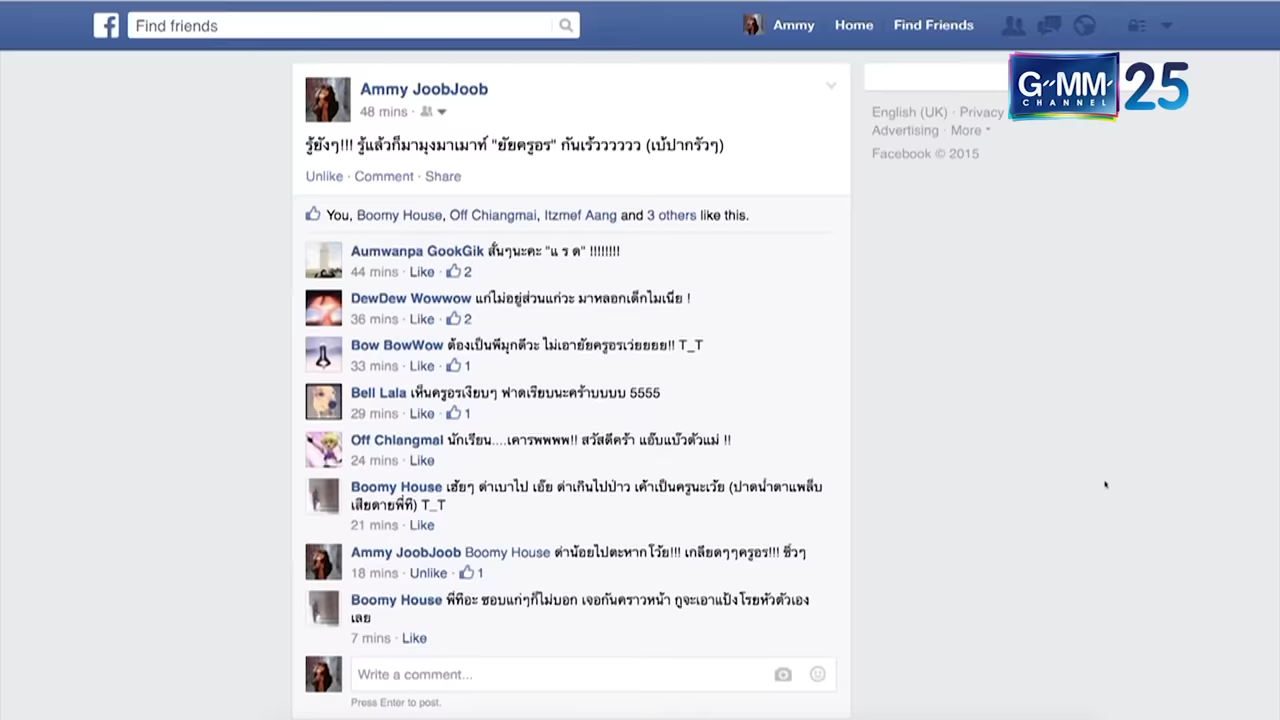 Find friends
Ammy Home Find Friends
GMM CHANNEL 25
Ammy JoobJoob
48 mins ·
รู้ยังๆ!!! รู้แล้วก็มามุงมาเมาท์ "ยัยครูอร" กันเร้วววววว (เบ้ปากรัวๆ)
Unlike · Comment · Share
You, Boomy House, Off Chiangmai, Itzmef Aang and 3 others like this.
Aumwanpa GookGik สั้นๆนะคะ "แ ร ด" !!!!!!!!
44 mins · Like · 2
DewDew Wowwow แก่ไม่อยู่ส่วนแก่วะ มาหลอกเด็กไมเนี่ย !
36 mins · Like · 2
Bow BowWow ต้องเป็นพี่มุกดิวะ ไม่เอายัยครูอรเว่ยยยย!! T_T
33 mins · Like · 1
Bell Lala เห็นครูอรเงียบๆ ฟาดเรียบนะคร้าบบบบ 5555
29 mins · Like · 1
Off Chiangmai นักเรียน....เคารพพพพ!! สวัสดีคร้า แอ๊บแบ๊วตัวแม่ !!
24 mins · Like
Boomy House เฮ้ยๆ ด่าเบาไป เอ๊ย ด่าเกินไปป่าว เค้าเป็นครูนะเว้ย (ปาดน้ำตาแพล็บ
เสียดายพี่ที) T_T
21 mins · Like
Ammy JoobJoob Boomy House ด่าน้อยไปตะหากโว้ย!!! เกลียดๆๆครูอร!!! ชิ่วๆ
18 mins · Unlike · 1
Boomy House พี่ทีอะ ชอบแก่ๆก็ไม่บอก เจอกันคราวหน้า กูจะเอาแป้งโรยหัวตัวเอง
เลย
7 mins · Like
Write a comment...
Press Enter to post.
English (UK) · Privacy
Advertising · More
Facebook © 2015